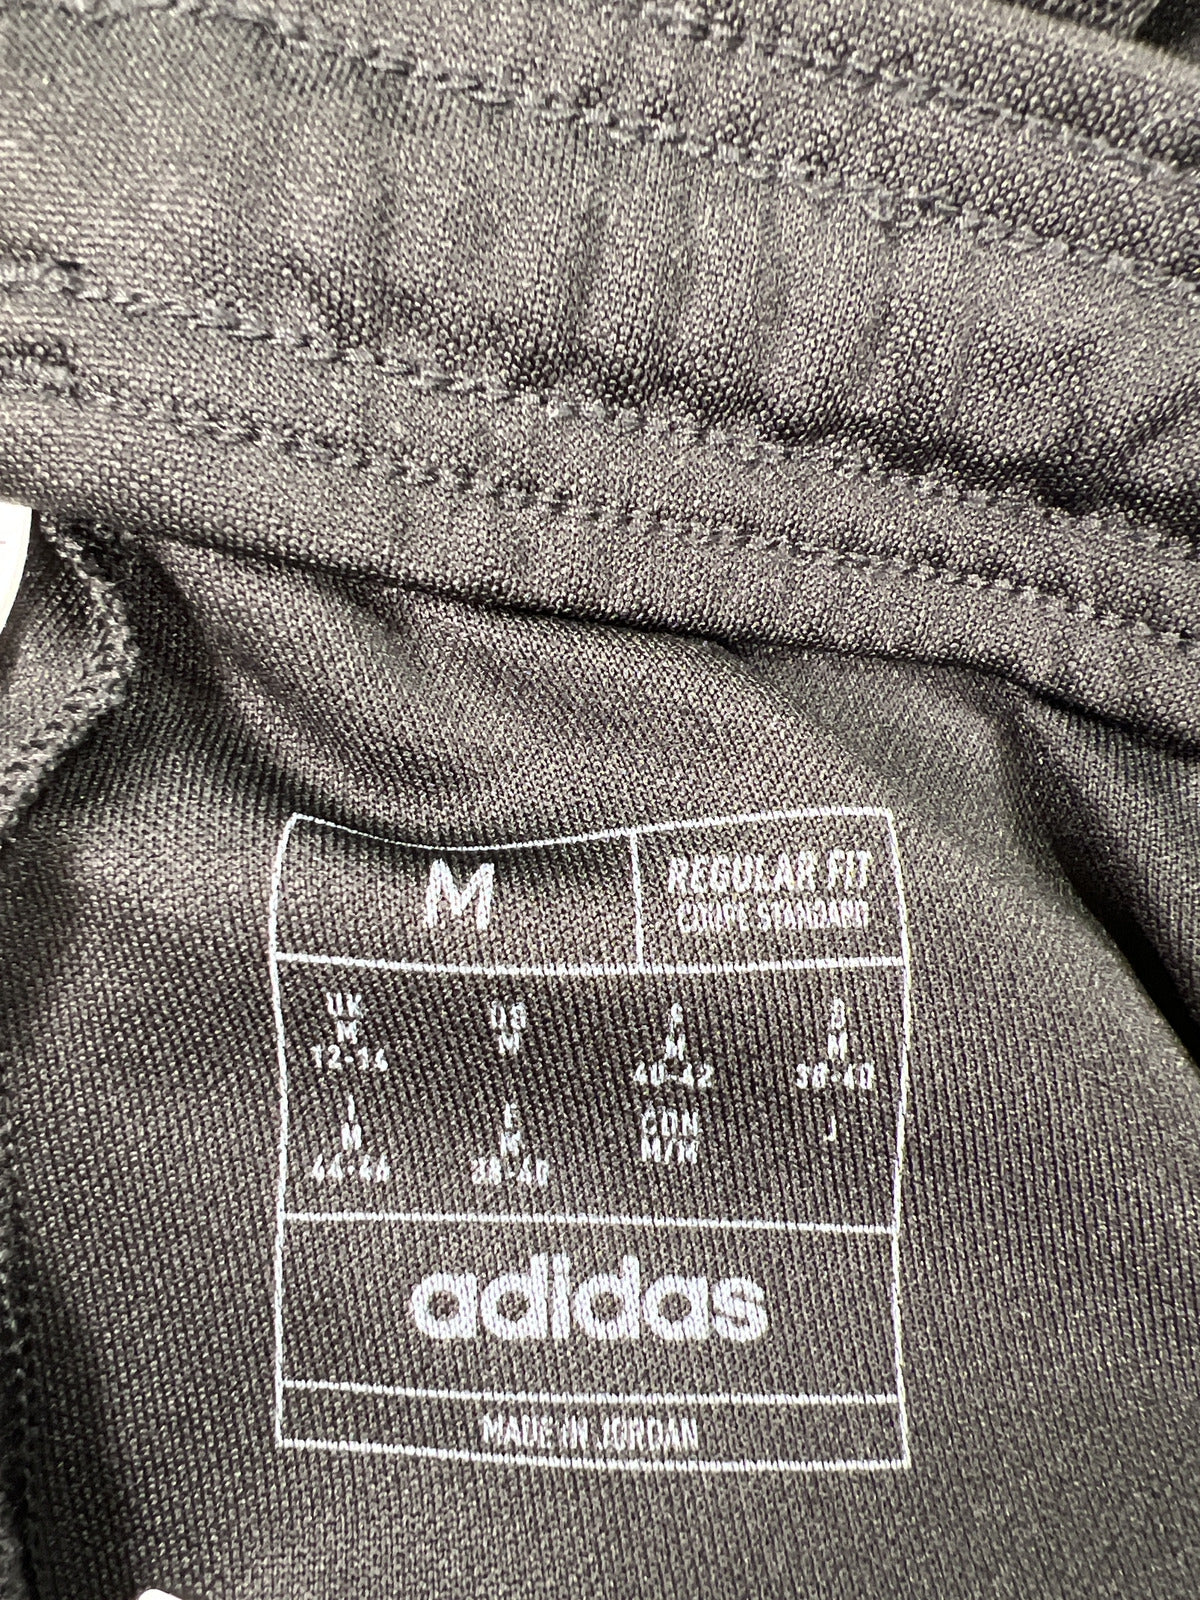 M
REGULAR FIT
COUPE STANDARD
UK
M
12-14
US
M
F
M
40-42
D
M
38-40
I
M
44-46
E
M
38-40
CDN
M/M
J
adidas
MADE IN JORDAN